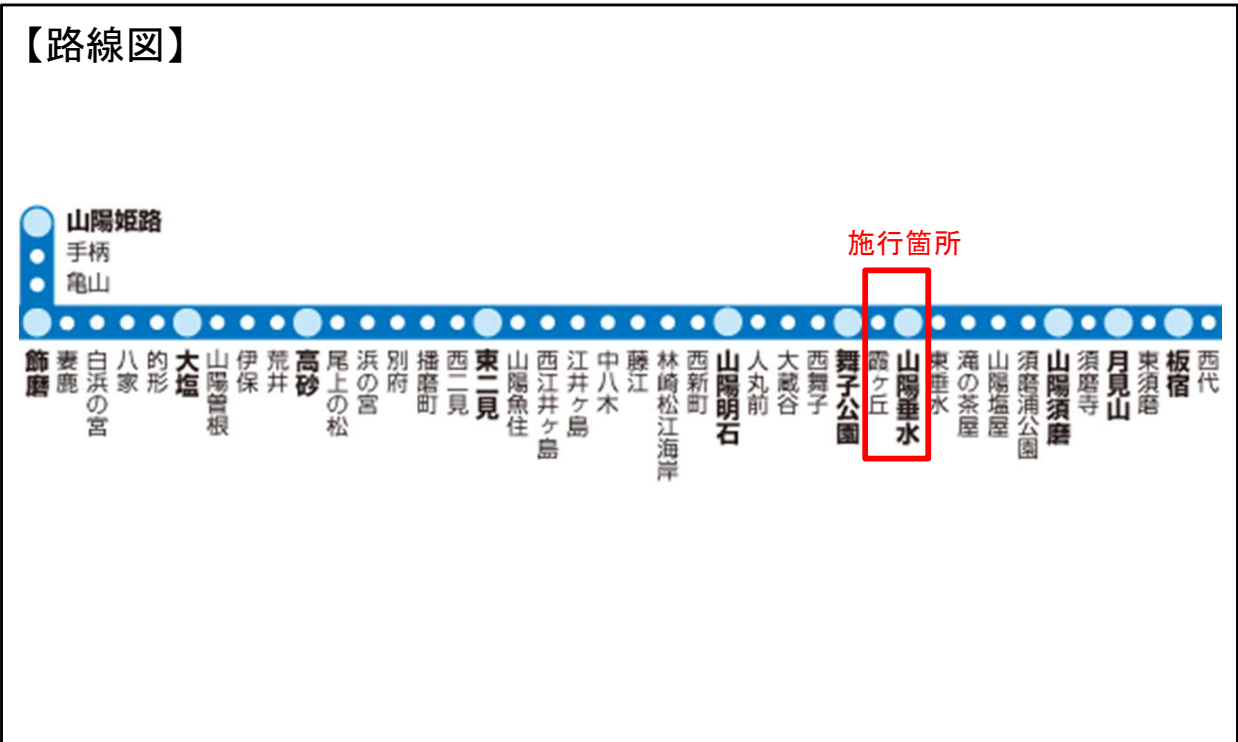 【路線図】
山陽姫路
手柄
亀山
施行箇所
飾磨
妻鹿
白浜の宮
八家
的形
大塩
山陽曽根
伊保
荒井
高砂
尾上の松
浜の宮
別府
播磨町
西二見
東二見
山陽魚住
西江井ヶ島
江井ヶ島
中八木
藤江
林崎松江海岸
西新町
山陽明石
人丸前
大蔵谷
西舞子
舞子公園
霞ヶ丘
山陽垂水
東垂水
滝の茶屋
山陽塩屋
須磨浦公園
山陽須磨
須磨寺
月見山
東須磨
板宿
西代